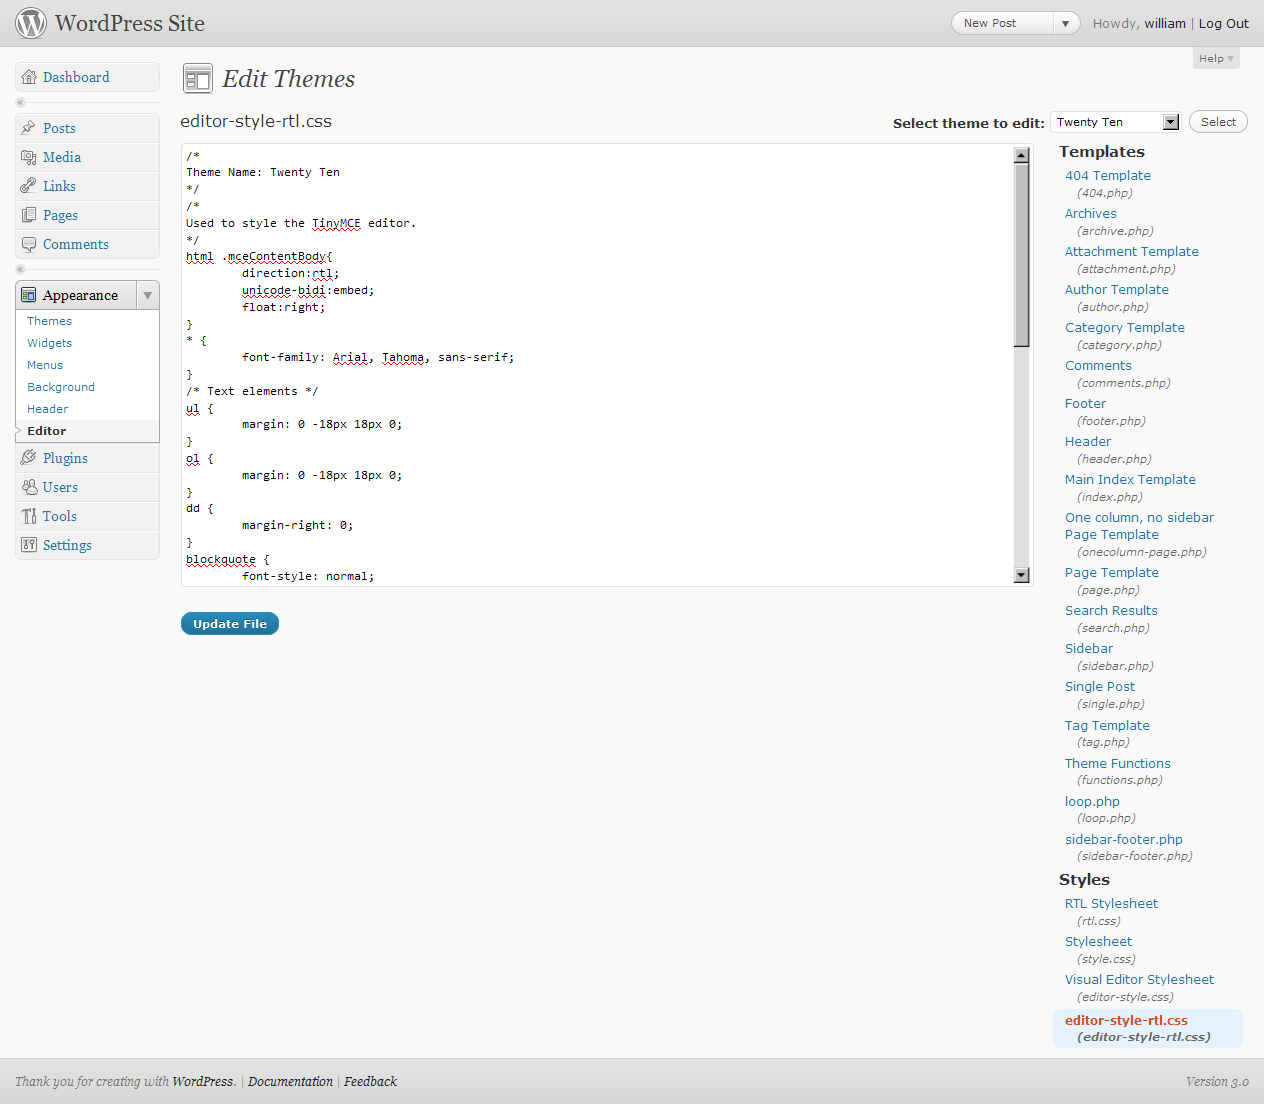 WordPress Site
New Post
Howdy, william | Log Out
Help
Dashboard
Posts
Media
Links
Pages
Comments
Appearance
Themes
Widgets
Menus
Background
Header
Editor
Plugins
Users
Tools
Settings
Edit Themes
editor-style-rtl.css
Select theme to edit: Twenty Ten Select
/*
Theme Name: Twenty Ten
*/
/*
Used to style the TinyMCE editor.
*/
html .mceContentBody{
direction:rtl;
unicode-bidi:embed;
float:right;
}
* {
font-family: Arial, Tahoma, sans-serif;
}
/* Text elements */
ul {
margin: 0 -18px 18px 0;
}
ol {
margin: 0 -18px 18px 0;
}
dd {
margin-right: 0;
}
blockquote {
font-style: normal;
Update File
Templates
404 Template
(404.php)
Archives
(archive.php)
Attachment Template
(attachment.php)
Author Template
(author.php)
Category Template
(category.php)
Comments
(comments.php)
Footer
(footer.php)
Header
(header.php)
Main Index Template
(index.php)
One column, no sidebar
Page Template
(onecolumn-page.php)
Page Template
(page.php)
Search Results
(search.php)
Sidebar
(sidebar.php)
Single Post
(single.php)
Tag Template
(tag.php)
Theme Functions
(functions.php)
loop.php
(loop.php)
sidebar-footer.php
(sidebar-footer.php)
Styles
RTL Stylesheet
(rtl.css)
Stylesheet
(style.css)
Visual Editor Stylesheet
(editor-style.css)
editor-style-rtl.css
(editor-style-rtl.css)
Thank you for creating with WordPress. | Documentation | Feedback
Version 3.0